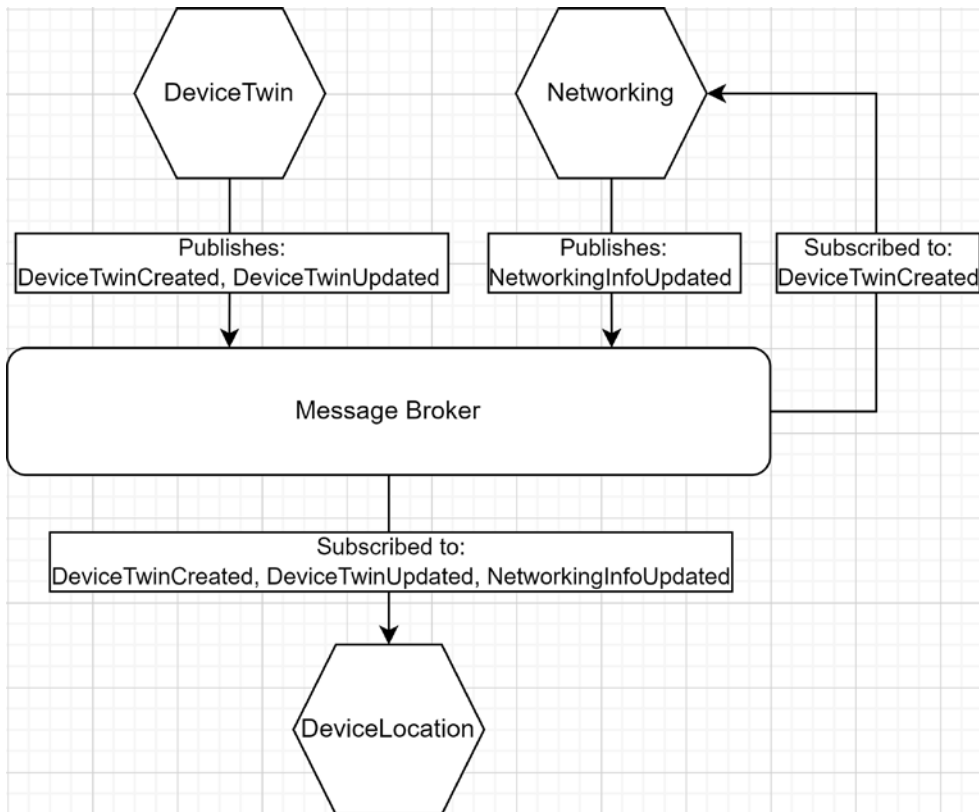 DeviceTwin
Networking
Publishes:
DeviceTwinCreated, DeviceTwinUpdated
Publishes:
NetworkingInfoUpdated
Subscribed to:
DeviceTwinCreated
Message Broker
Subscribed to:
DeviceTwinCreated, DeviceTwinUpdated, NetworkingInfoUpdated
DeviceLocation